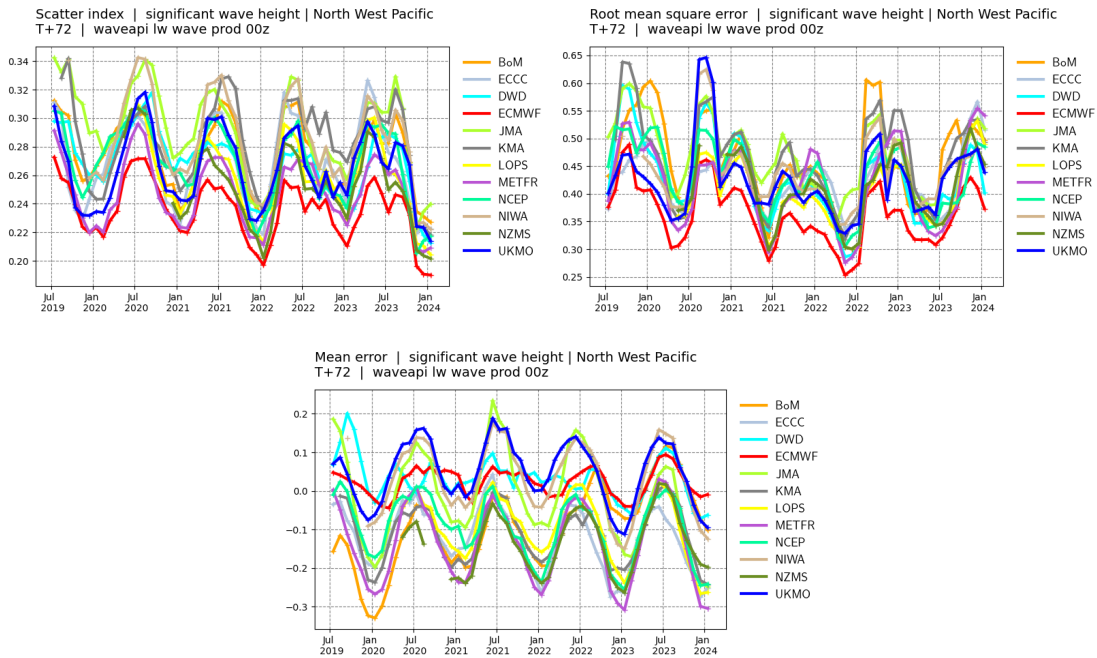 Scatter index | significant wave height | North West Pacific
T+72 | waveapi lw wave prod 00z
0.34
0.32
0.30
0.28
0.26
0.24
0.22
0.20
Jul 2019
Jan 2020
Jul 2020
Jan 2021
Jul 2021
Jan 2022
Jul 2022
Jan 2023
Jul 2023
Jan 2024
BoM
ECCC
DWD
ECMWF
JMA
KMA
LOPS
METFR
NCEP
NIWA
NZMS
UKMO
Root mean square error | significant wave height | North West Pacific
T+72 | waveapi lw wave prod 00z
0.65
0.60
0.55
0.50
0.45
0.40
0.35
0.30
0.25
Jul 2019
Jan 2020
Jul 2020
Jan 2021
Jul 2021
Jan 2022
Jul 2022
Jan 2023
Jul 2023
Jan 2024
BoM
ECCC
DWD
ECMWF
JMA
KMA
LOPS
METFR
NCEP
NIWA
NZMS
UKMO
Mean error | significant wave height | North West Pacific
T+72 | waveapi lw wave prod 00z
0.2
0.1
0.0
−0.1
−0.2
−0.3
Jul 2019
Jan 2020
Jul 2020
Jan 2021
Jul 2021
Jan 2022
Jul 2022
Jan 2023
Jul 2023
Jan 2024
BoM
ECCC
DWD
ECMWF
JMA
KMA
LOPS
METFR
NCEP
NIWA
NZMS
UKMO